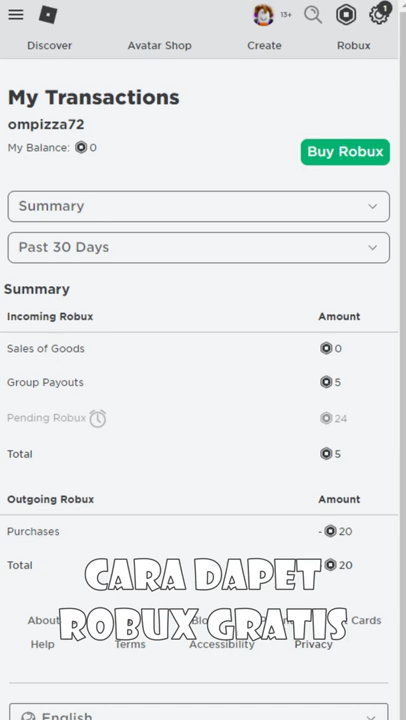 13+
1
Discover
Avatar Shop
Create
Robux
My Transactions
ompizza72
My Balance: 0
Buy Robux
Summary
Past 30 Days
Summary
Incoming Robux Amount
Sales of Goods 0
Group Payouts 5
Pending Robux 24
Total 5
Outgoing Robux Amount
Purchases -20
Total 20
CARA DAPET
ROBUX GRATIS
About Cards
Help Terms Accessibility Privacy
English